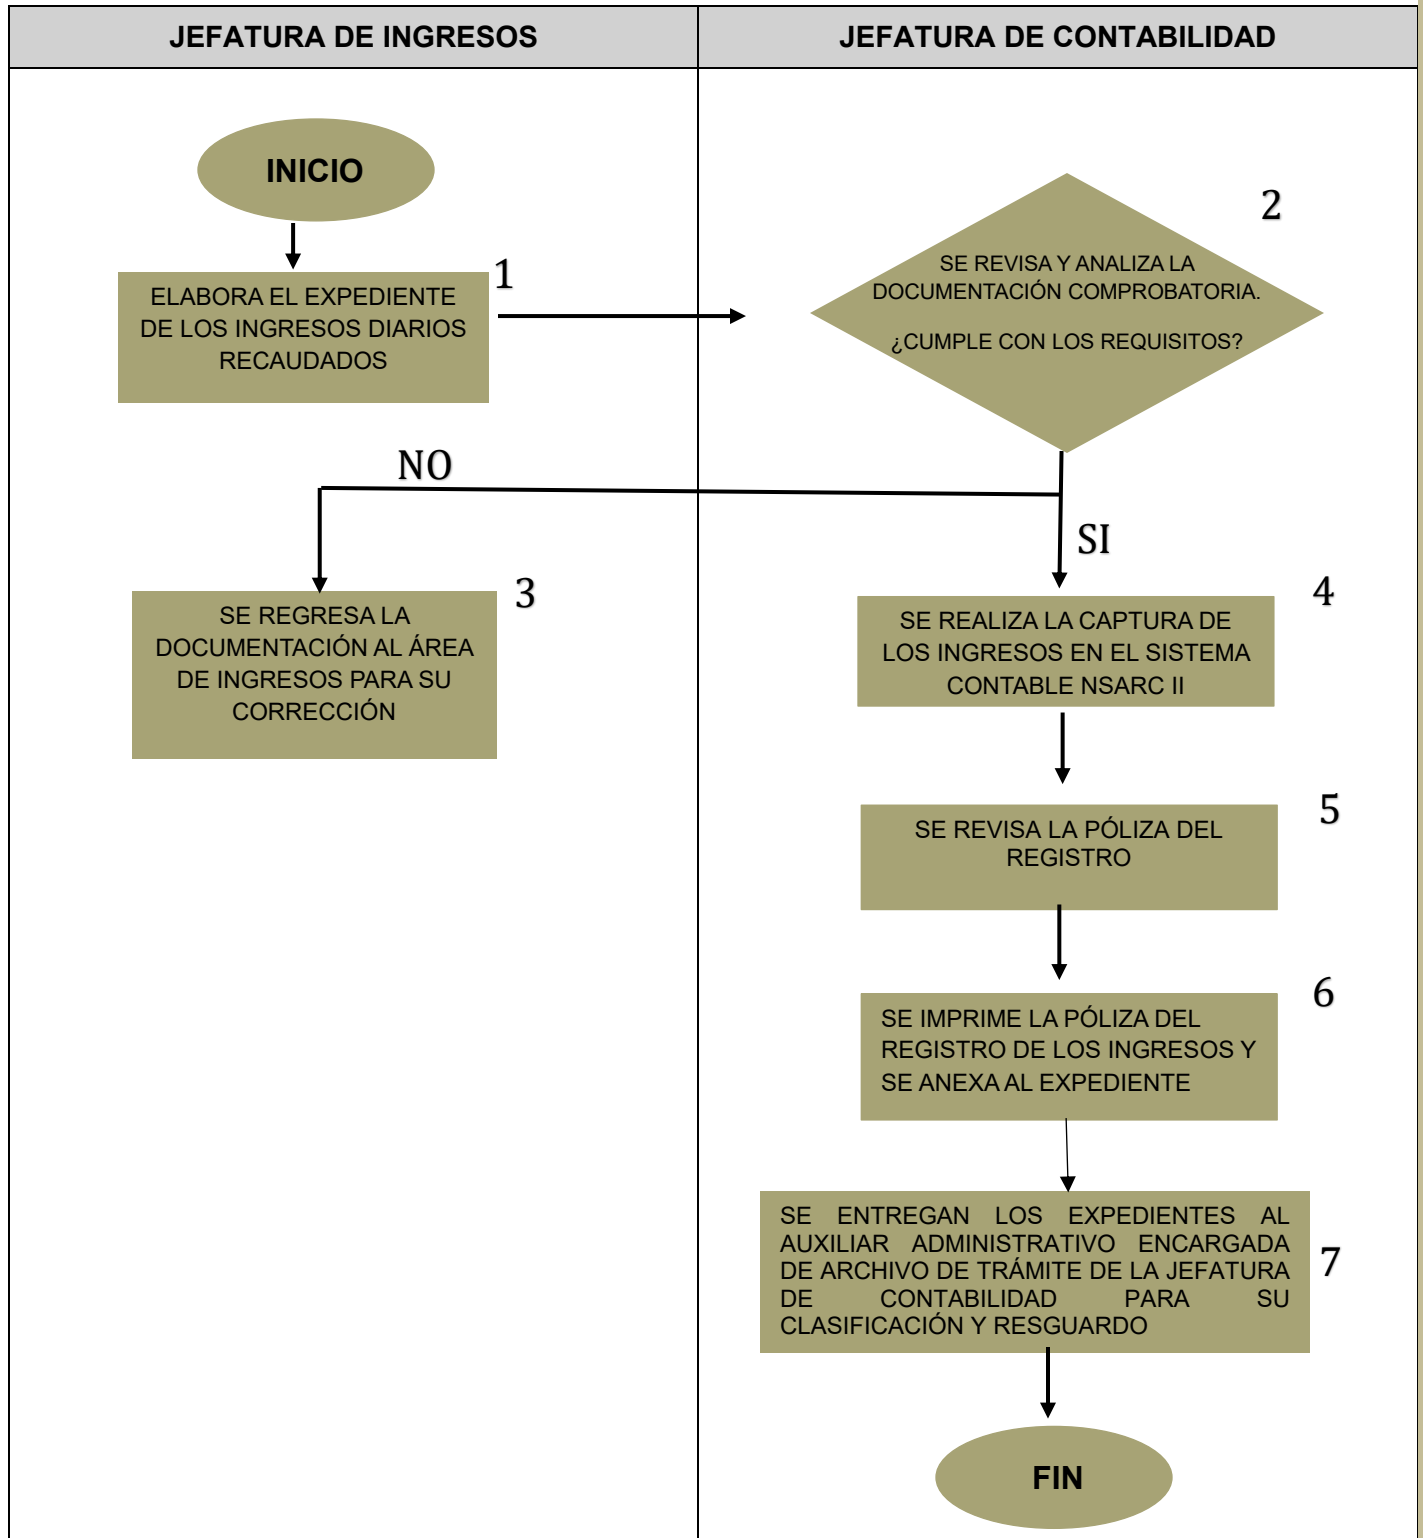 JEFATURA DE INGRESOS
JEFATURA DE CONTABILIDAD
INICIO
1
ELABORA EL EXPEDIENTE
DE LOS INGRESOS DIARIOS
RECAUDADOS
2
SE REVISA Y ANALIZA LA
DOCUMENTACIÓN COMPROBATORIA.
¿CUMPLE CON LOS REQUISITOS?
NO
SI
3
SE REGRESA LA
DOCUMENTACIÓN AL ÁREA
DE INGRESOS PARA SU
CORRECCIÓN
4
SE REALIZA LA CAPTURA DE
LOS INGRESOS EN EL SISTEMA
CONTABLE NSARC II
5
SE REVISA LA PÓLIZA DEL
REGISTRO
6
SE IMPRIME LA PÓLIZA DEL
REGISTRO DE LOS INGRESOS Y
SE ANEXA AL EXPEDIENTE
SE ENTREGAN LOS EXPEDIENTES AL
AUXILIAR ADMINISTRATIVO ENCARGADA
DE ARCHIVO DE TRÁMITE DE LA JEFATURA
DE CONTABILIDAD PARA SU
CLASIFICACIÓN Y RESGUARDO
7
FIN